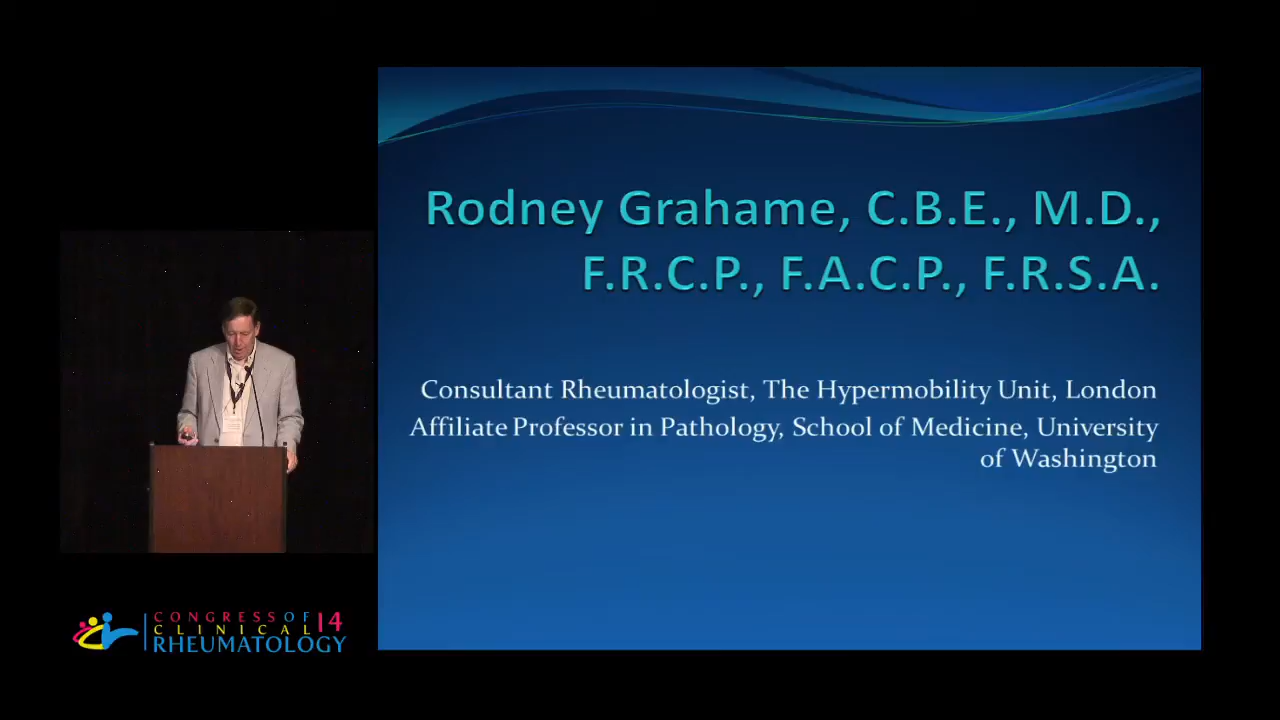 Rodney Grahame, C.B.E., M.D.,
F.R.C.P., F.A.C.P., F.R.S.A.
Consultant Rheumatologist, The Hypermobility Unit, London
Affiliate Professor in Pathology, School of Medicine, University
of Washington
CONGRESS OF 14
CLINICAL
RHEUMATOLOGY